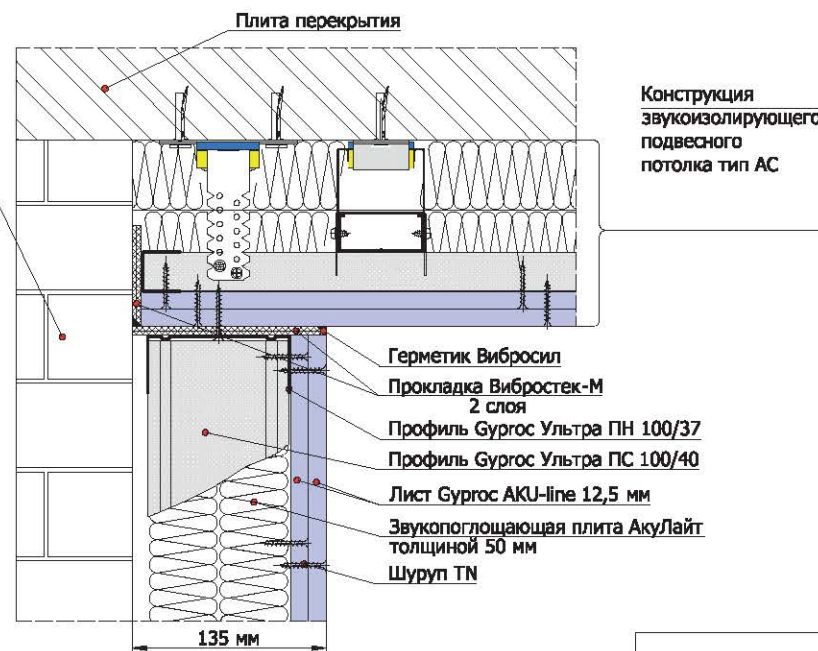 Плита перекрытия
Конструкция
звукоизолирующего
подвесного
потолка тип АС
Герметик Вибросил
Прокладка Вибростек-М
2 слоя
Профиль Gyproc Ультра ПН 100/37
Профиль Gyproc Ультра ПС 100/40
Лист Gyproc AKU-line 12,5 мм
Звукопоглощающая плита АкуЛайт
толщиной 50 мм
Шуруп TN
135 мм